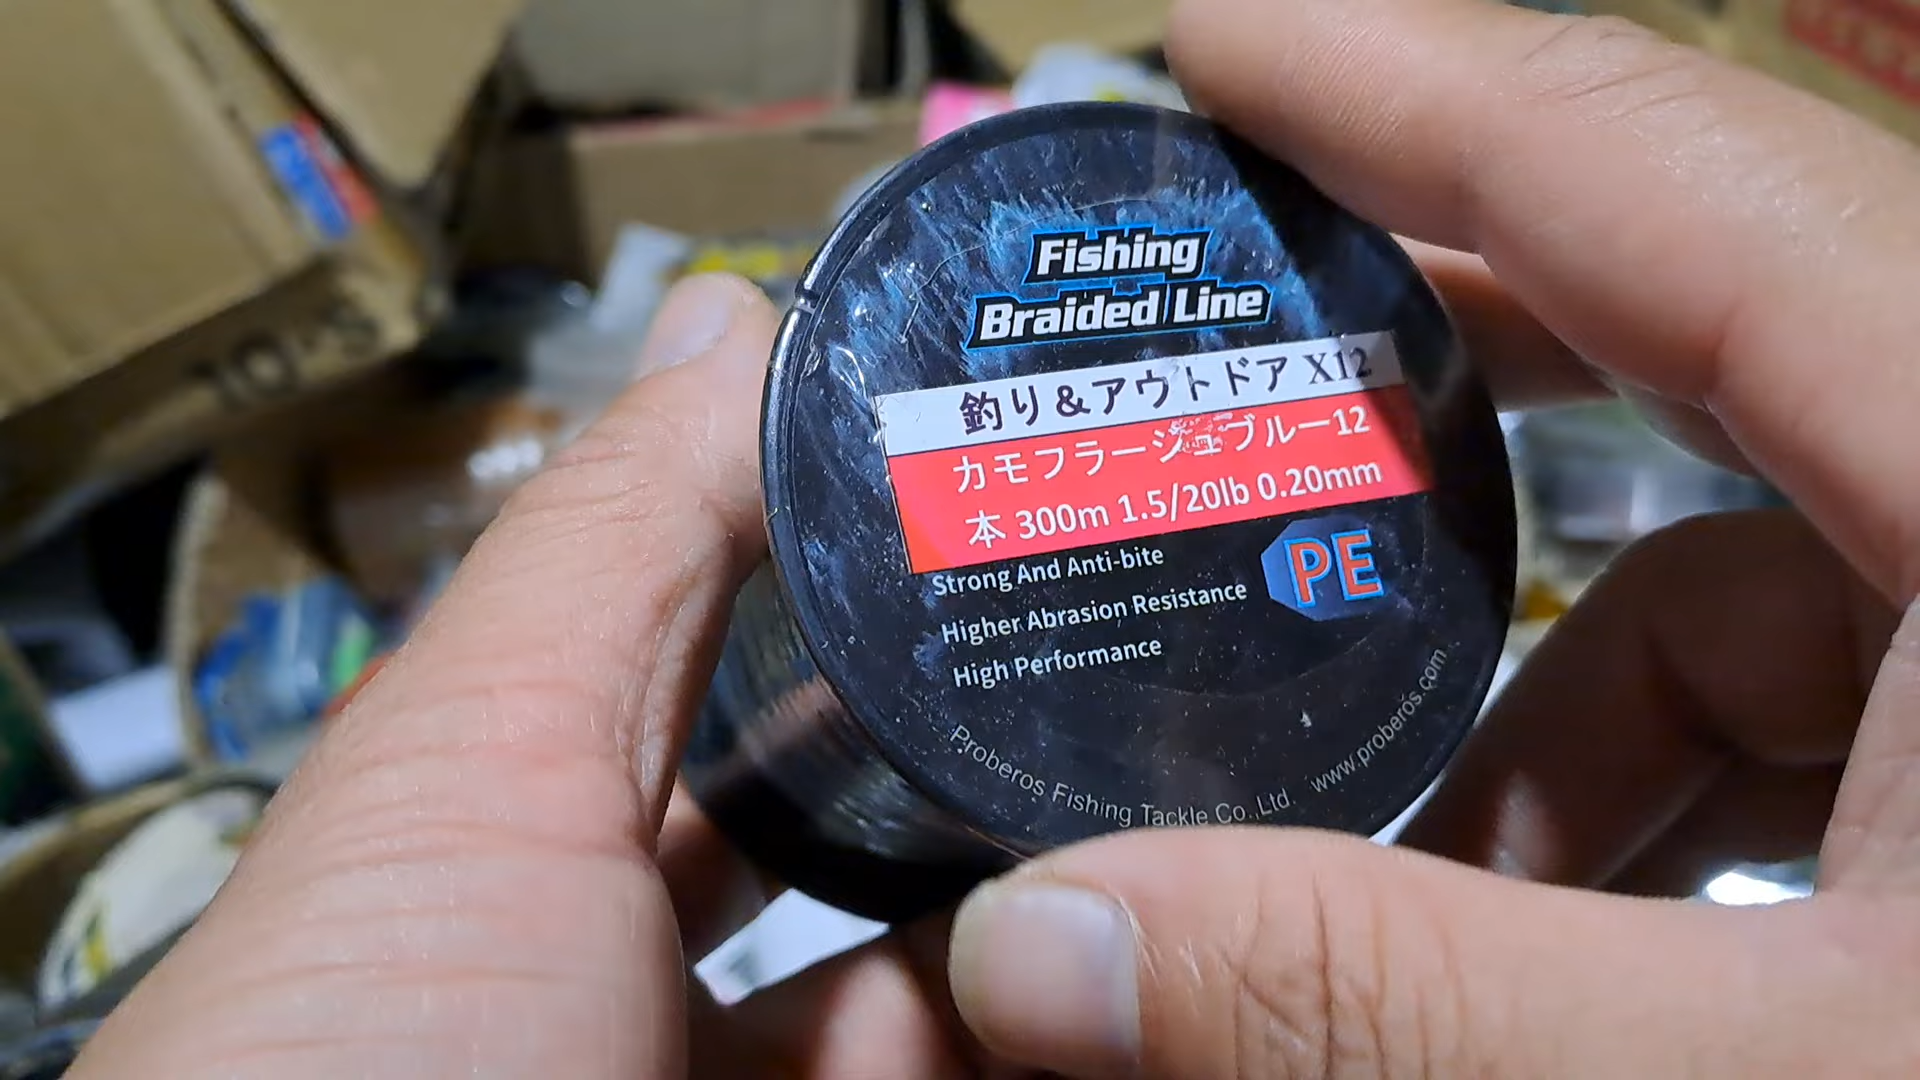 Fishing
Braided Line
釣り&アウトドア X12
カモフラージュブルー12
本 300m 1.5/20lb 0.20mm
PE
Strong And Anti-bite
Higher Abrasion Resistance
High Performance
Proberos Fishing Tackle Co.,Ltd. www.proberos.com